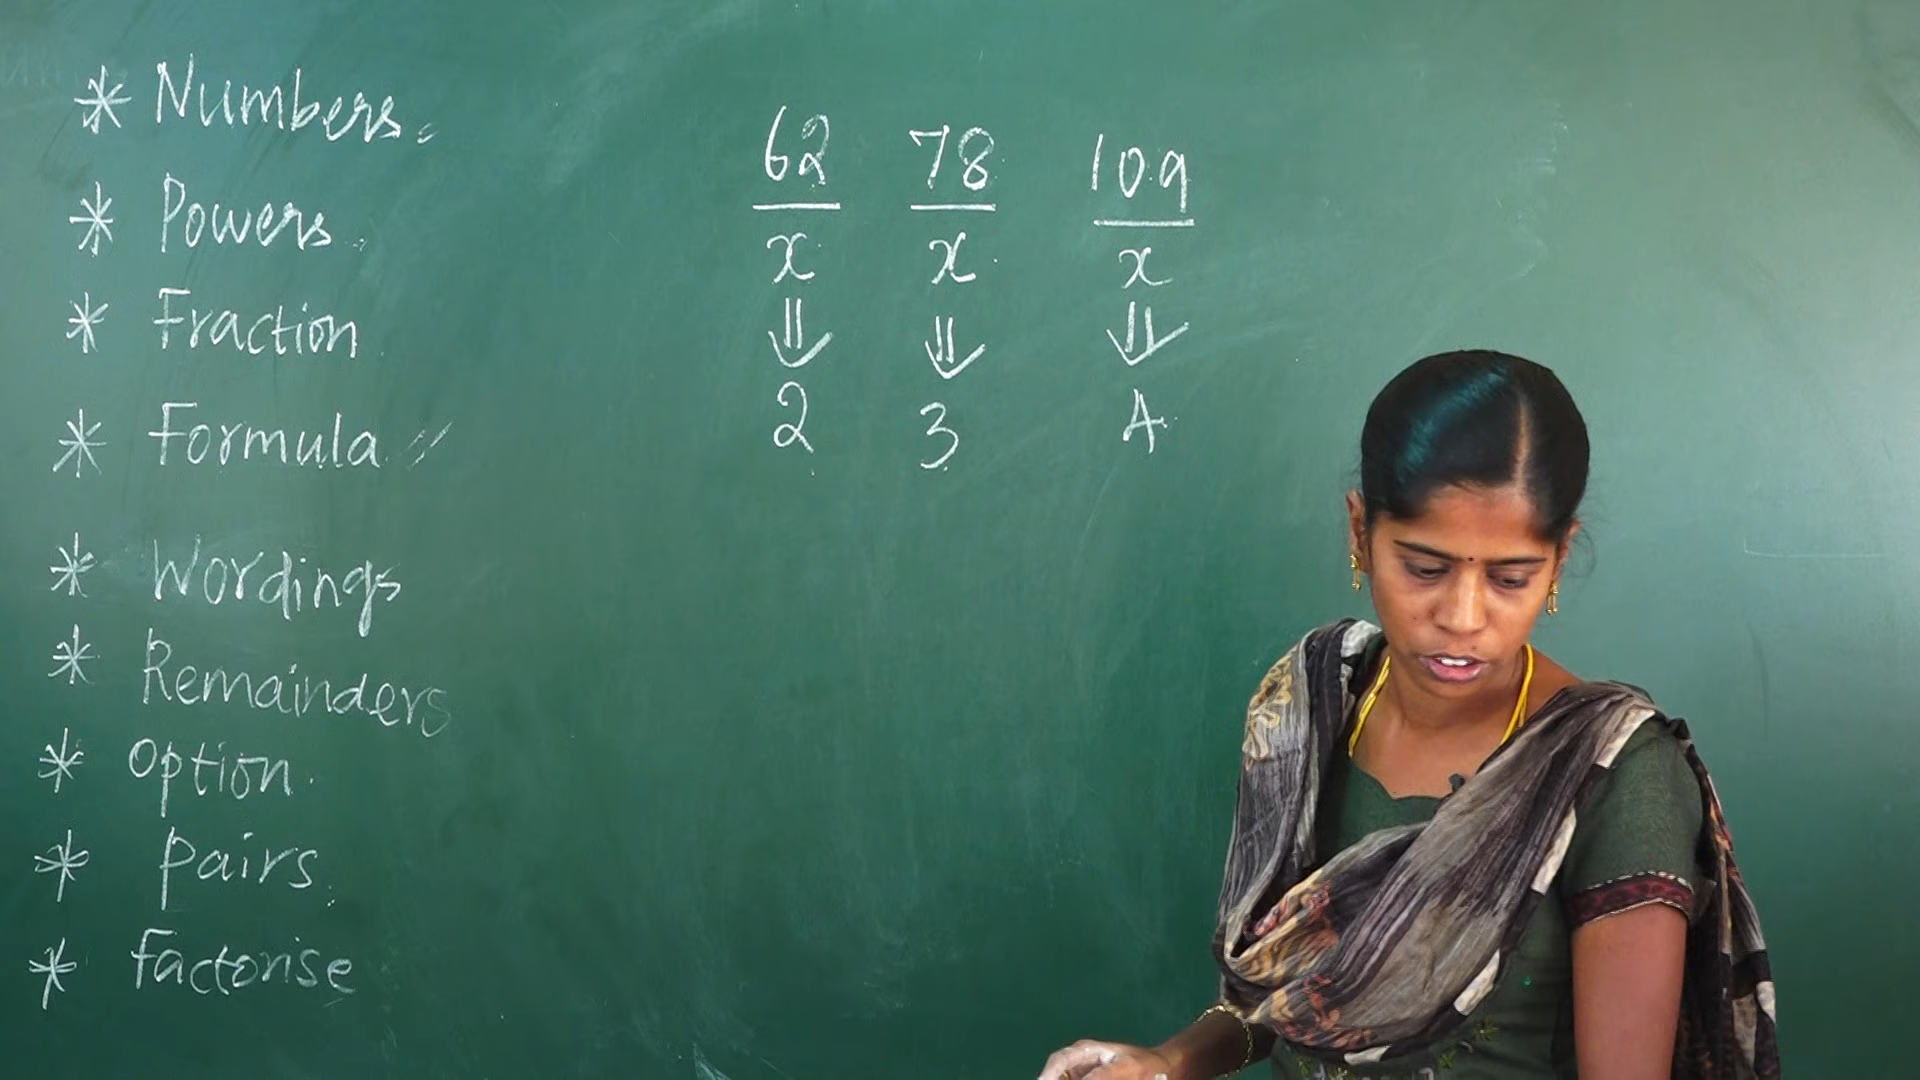 * Numbers.
* Powers
* Fraction
* Formula
* Wordings
* Remainders
* Option.
* Pairs.
* Factorise
62 78 109
x x x
⇓ ⇓ ⇓
2 3 4